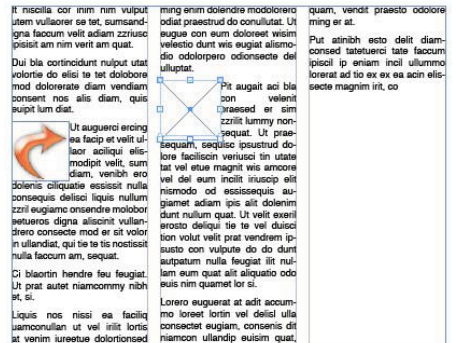 It niscilla cor inim nim vulput
utem vullaorer se tet, sumsand-
igna faccum velit adiam zzriusc
ipisisit am nim verit am quat.
Dui bla cortincidunt nulput utat
volortie do elisi te tet dolobore
mod dolorerate diam vendiam
consent nos alis diam, quis
euipit lum diat.
Ut auguerci ercing
ea facip et velit ul-
laor aciliqui elis-
modipit velit, sum
diam, venibh ero
dolenis ciliquatie essissit nulla
consequis delisci liquis nullum
zzril eugiamc onsendre molobor
aetueros digna aliscinit vullan-
drero consecte mod er sit volor
in ullandiat, qui tie te tis nostissit
nulla faccum am, sequat.
Ci blaortin hendre feu feugiat.
Ut prat autet niamcommy nibh
et, si.
Liquis nos nissi ea faciliq
uamconullan ut vel irilit lortis
at venim iureetue dolortionsed
ming enim dolendre modolorero
odiat praestrud do conullutat. Ut
eugue con eum doloreet wisim
velestio dunt wis eugiat alismo-
dio odolorpero odionsecte del
ulluptat.
Pit augait aci bla
con velenit
praesed er sim
zzrilit lummy non-
sequat. Ut prae-
sequam, sequisc ipsustrud do-
lore faciliscin veriusci tin utate
tat vel etue magnit wis amcore
vel del eum incilit iriuscip elit
nismodo od essissequis au-
giamet adiam ipis alit dolenim
dunt nullum quat. Ut velit exeril
erosto deliqui tie te vel duisci
tion volut velit prat vendrem ip-
susto con vulpute do do dunt
autpatum nulla feugiat ilit nul-
lam eum quat alit aliquatio odo
euis nim quamet lor si.
Lorero euguerat at adit accum-
mo loreet lortin vel delisl ulla
consectet eugiam, consenis dit
niamcon ullandip euisim quat,
quam, vendit praesto odolore
ming er at.
Put atinibh esto delit diam-
consed tatetuerci tate faccum
ipiscil ip eniam incil ullummo
lorerat ad tio ex ex ea acin elis-
secte magnim irit, co